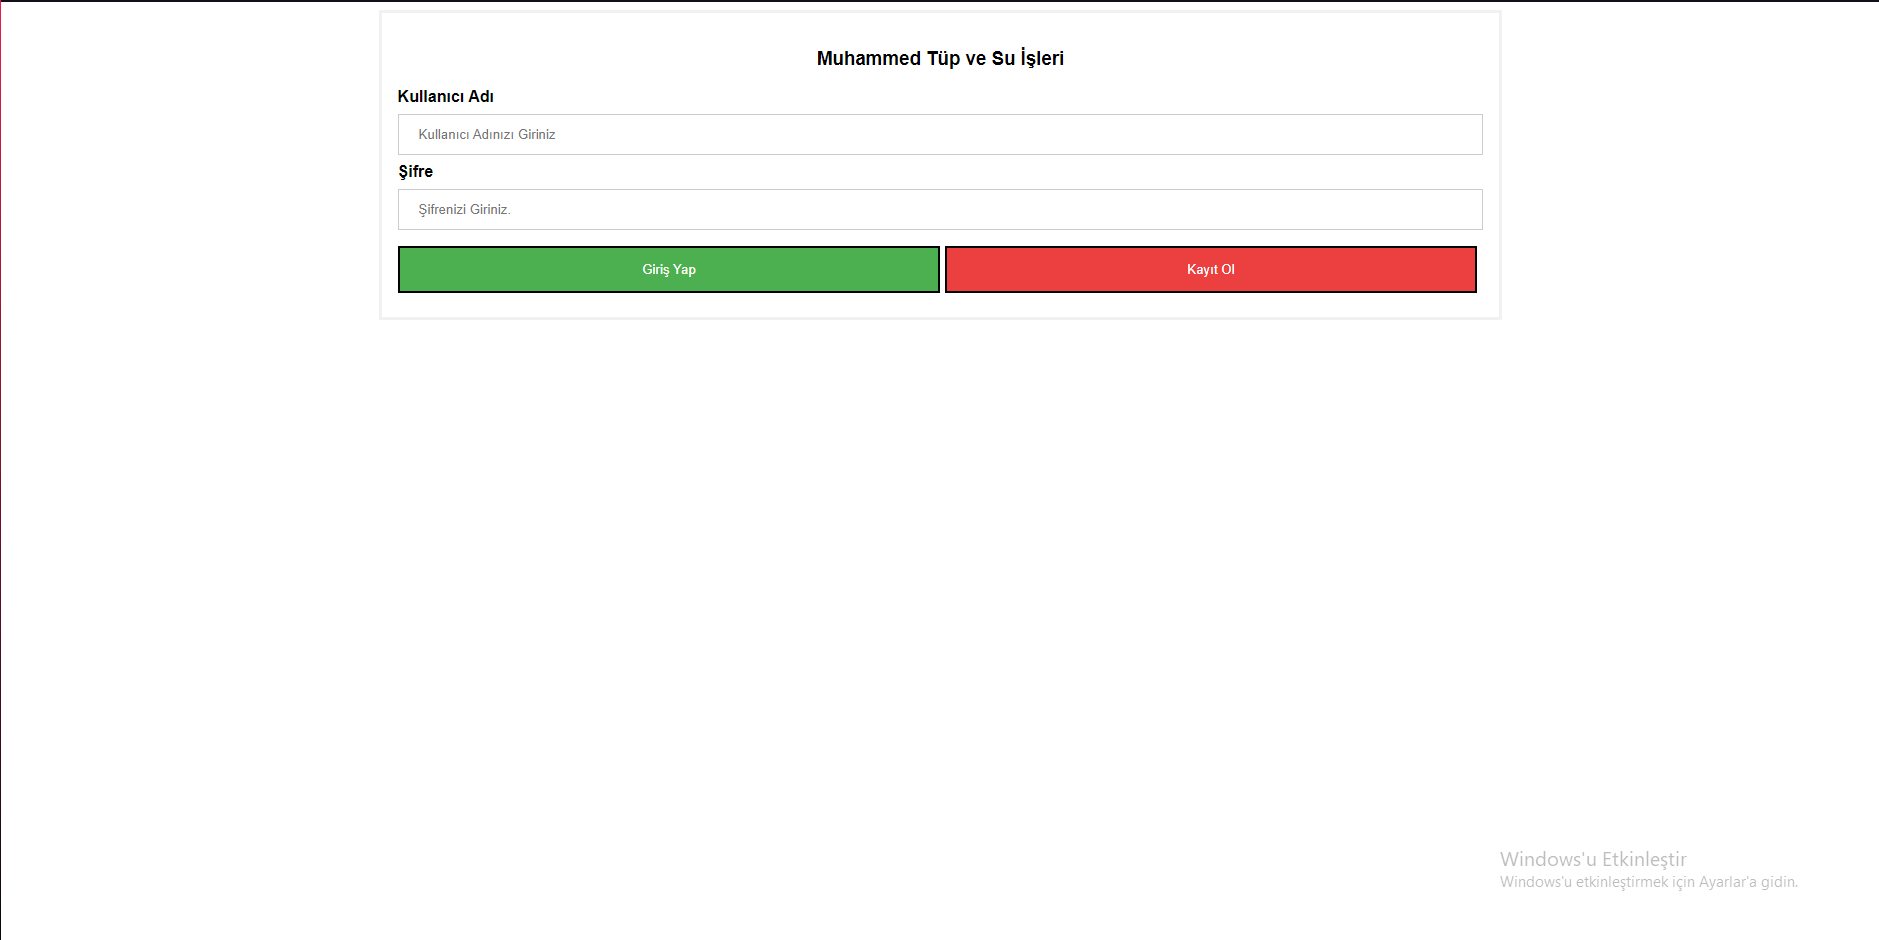 Muhammed Tüp ve Su İşleri
Kullanıcı Adı
Kullanıcı Adınızı Giriniz
Şifre
Şifrenizi Giriniz.
Giriş Yap
Kayıt Ol
Windows'u Etkinleştir
Windows'u etkinleştirmek için Ayarlar'a gidin.